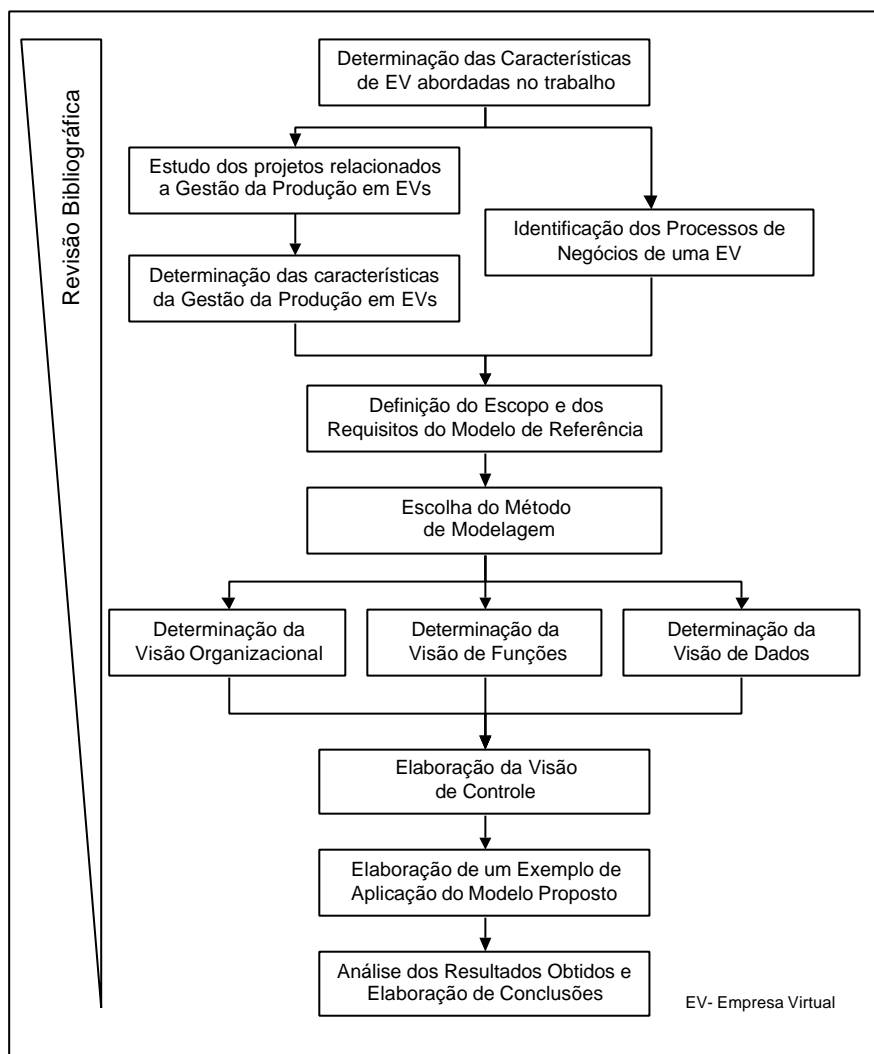 Revisão Bibliográfica
Determinação das Características
de EV abordadas no trabalho
Estudo dos projetos relacionados
a Gestão da Produção em EVs
Identificação dos Processos de
Negócios de uma EV
Determinação das características
da Gestão da Produção em EVs
Definição do Escopo e dos
Requisitos do Modelo de Referência
Escolha do Método
de Modelagem
Determinação da
Visão Organizacional
Determinação da
Visão de Funções
Determinação da
Visão de Dados
Elaboração da Visão
de Controle
Elaboração de um Exemplo de
Aplicação do Modelo Proposto
Análise dos Resultados Obtidos e
Elaboração de Conclusões
EV- Empresa Virtual